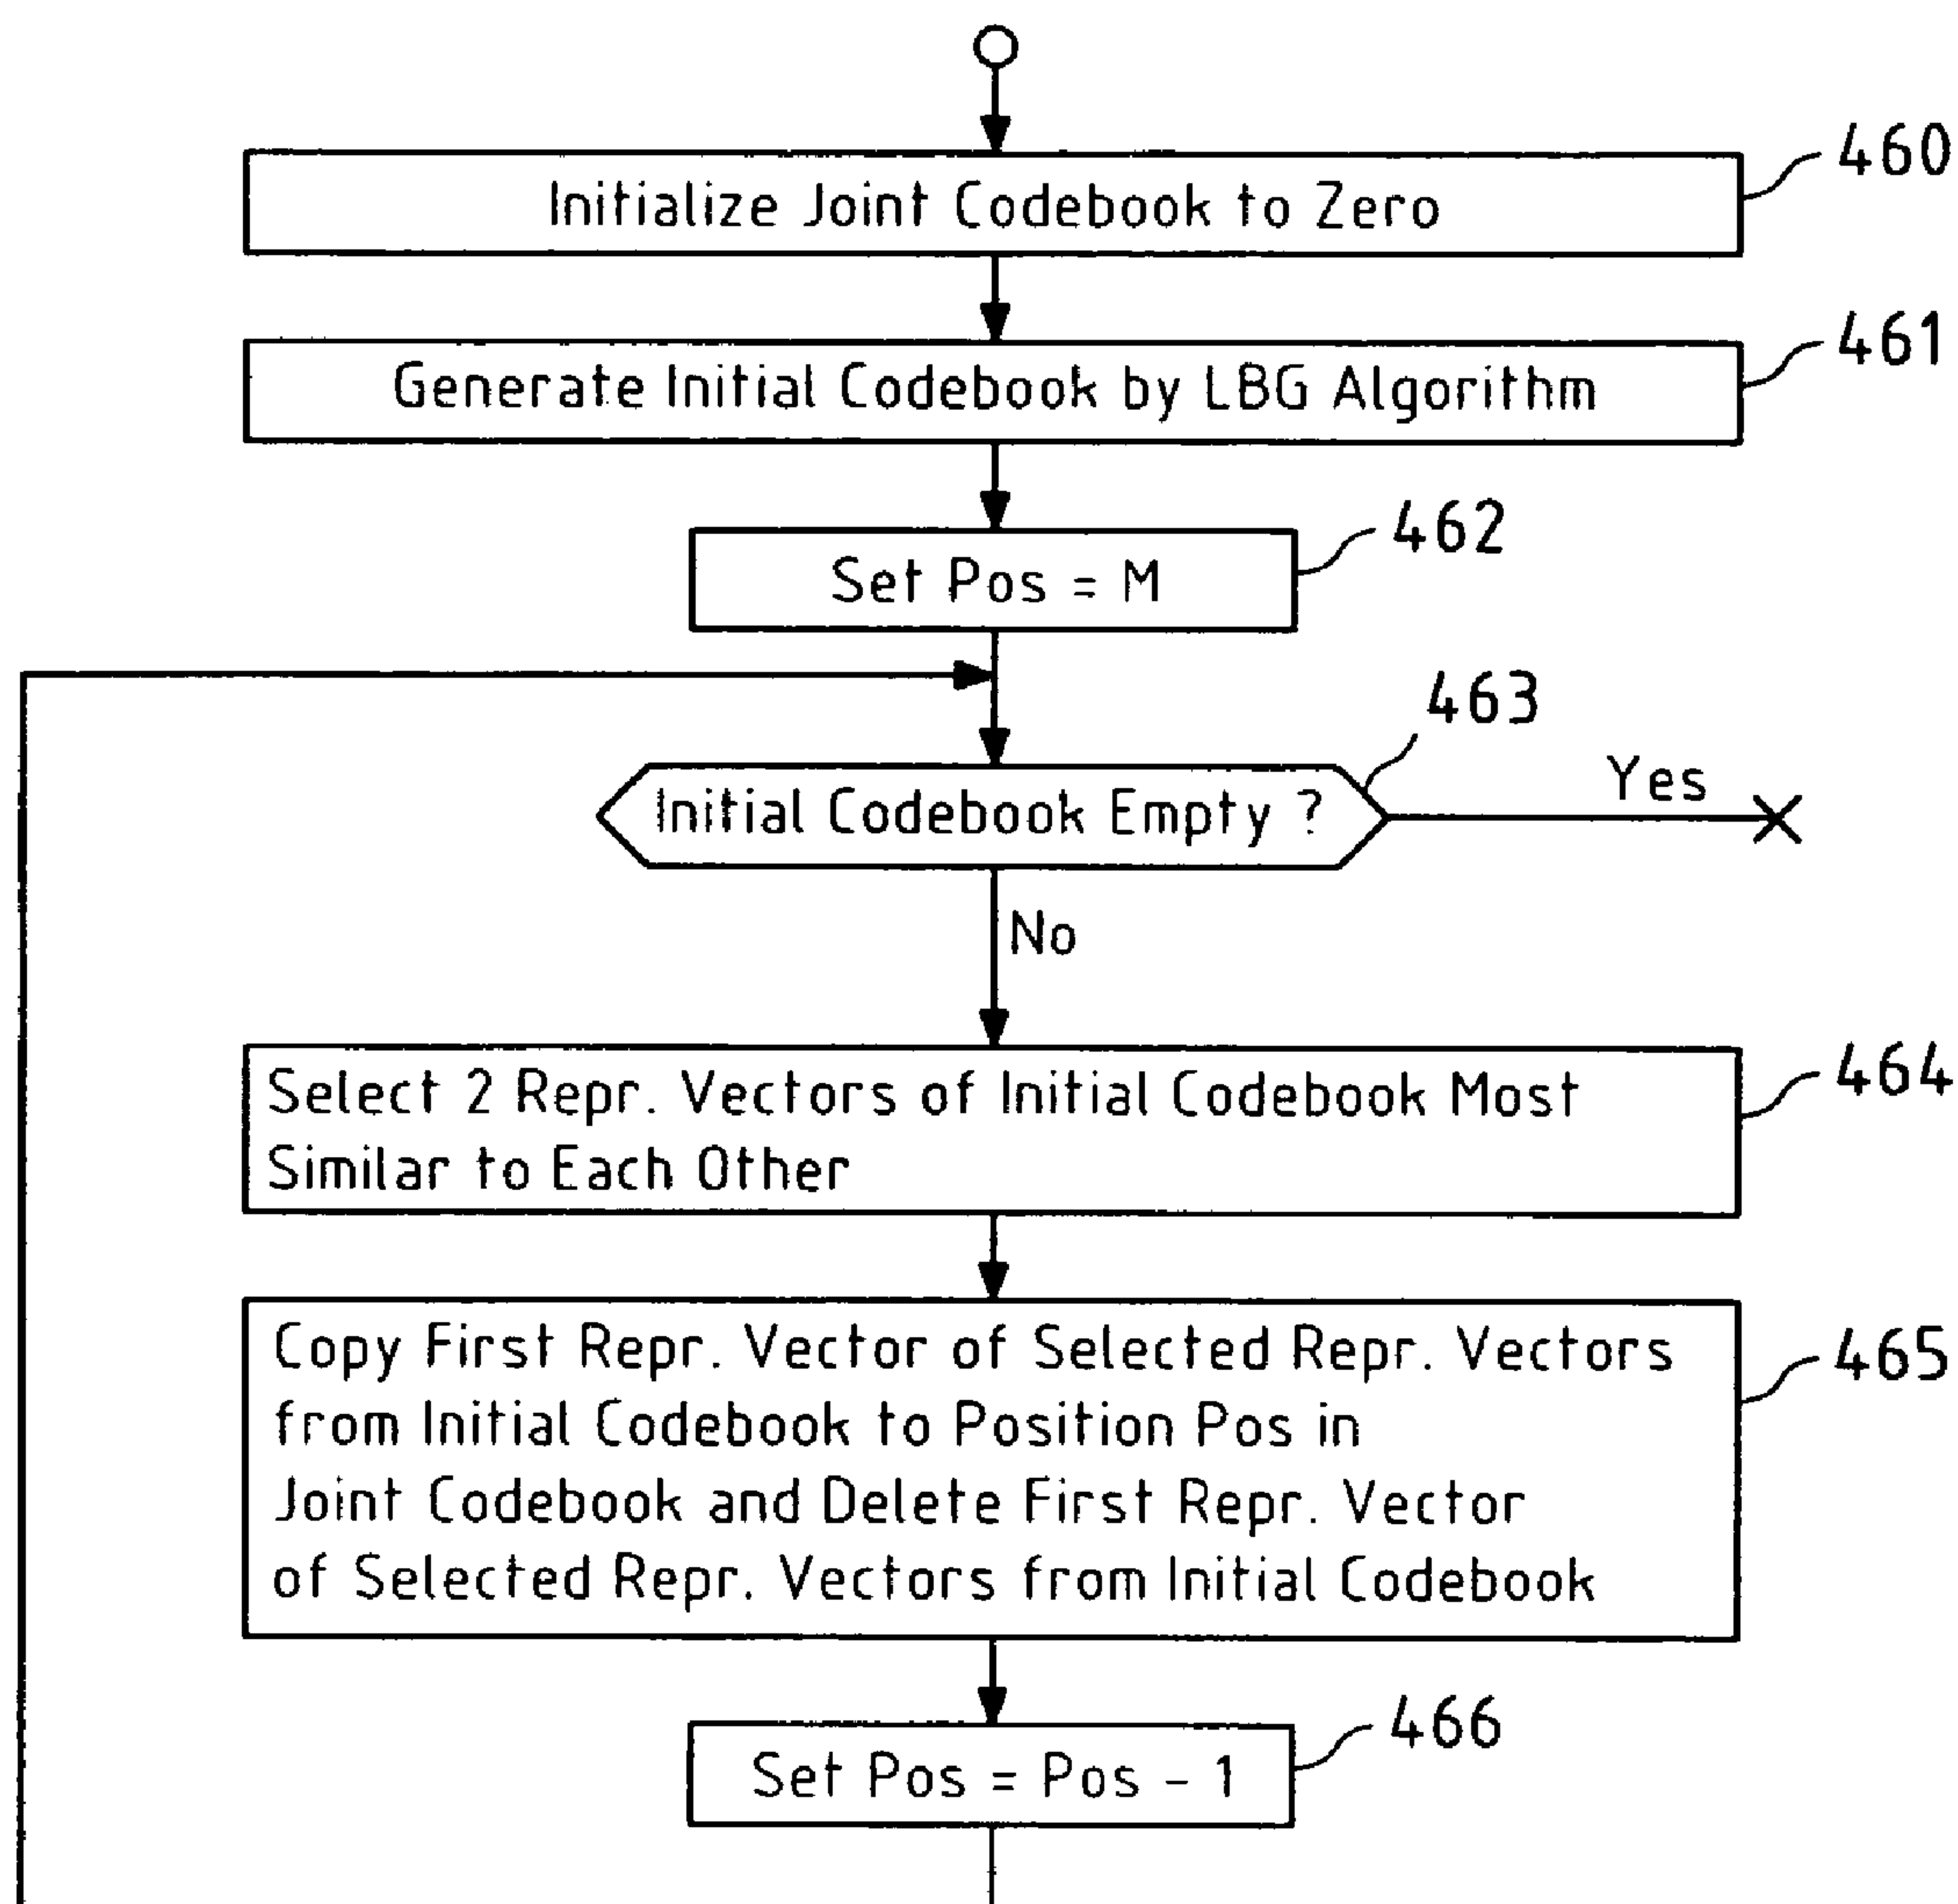 460
Initialize Joint Codebook to Zero
461
Generate Initial Codebook by LBG Algorithm
462
Set Pos = M
463
Initial Codebook Empty ?
Yes
No
464
Select 2 Repr. Vectors of Initial Codebook Most
Similar to Each Other
465
Copy First Repr. Vector of Selected Repr. Vectors
from Initial Codebook to Position Pos in
Joint Codebook and Delete First Repr. Vector
of Selected Repr. Vectors from Initial Codebook
466
Set Pos = Pos - 1